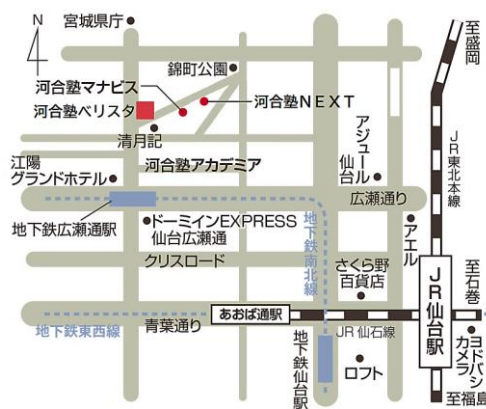 宮城県庁
N
錦町公園
至盛岡
河合塾マナビス
河合塾NEXT
河合塾ベリスタ
清月記
アジュール
仙台
JR東北本線
江陽
グランドホテル
河合塾アカデミア
広瀬通り
地下鉄広瀬通駅
ドーミインEXPRESS
仙台広瀬通
地下鉄南北線
アエル
クリスロード
さくら野
百貨店
JR仙台駅
至石巻
あおば通駅
地下鉄東西線
青葉通り
JR仙石線
地下鉄仙台駅
ロフト
ヨドバシ
カメラ
至福島